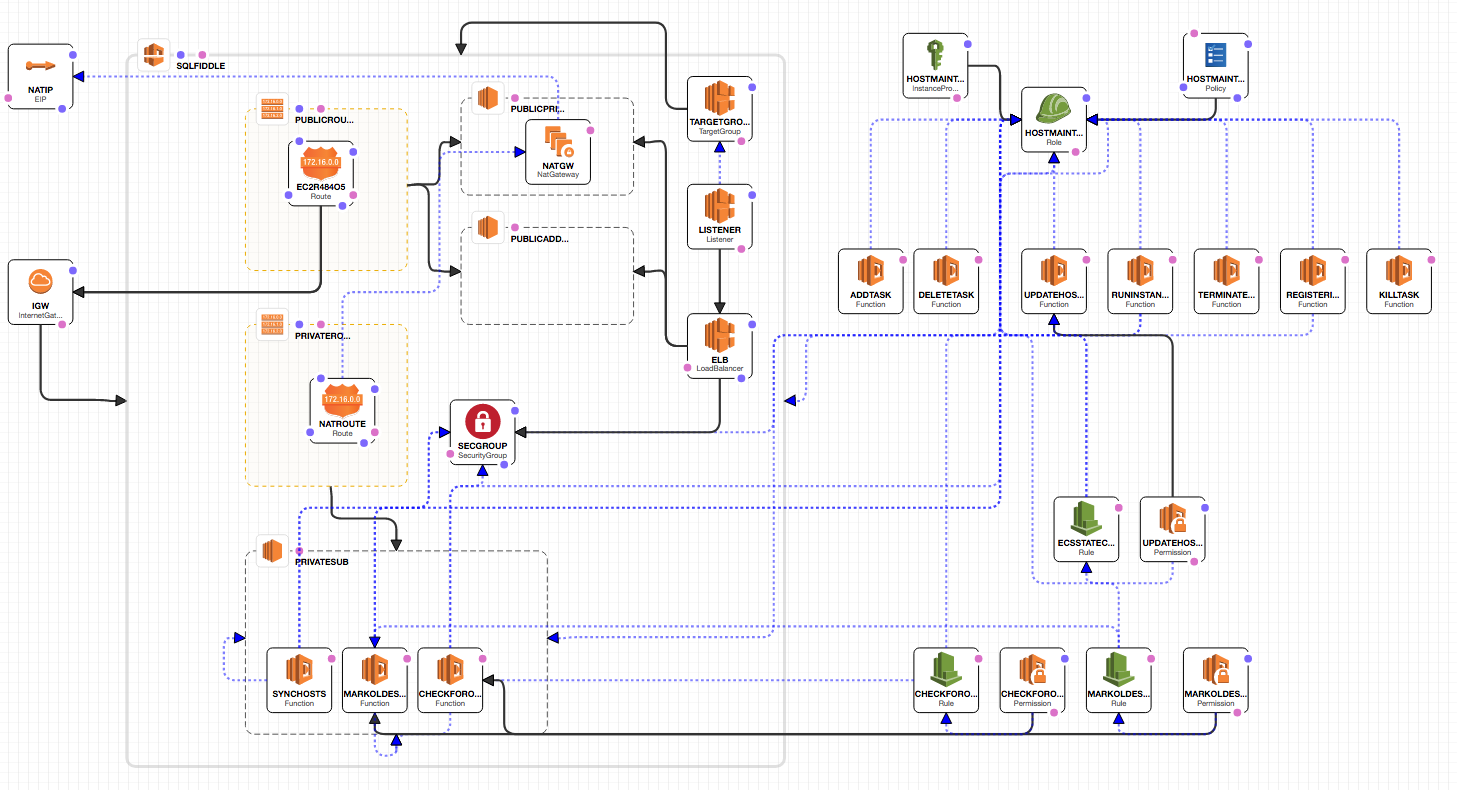 NATIP
EIP
SQLFIDDLE
PUBLICROU...
172.16.0.0
EC2R484O5
Route
PUBLICPRI...
NATGW
NatGateway
PUBLICADD...
TARGETGRO...
TargetGroup
LISTENER
Listener
ELB
LoadBalancer
IGW
InternetGat...
PRIVATERO...
172.16.0.0
NATROUTE
Route
SECGROUP
SecurityGroup
PRIVATESUB
SYNCHOSTS
Function
MARKOLDES...
Function
CHECKFORO...
Function
HOSTMAINT...
InstancePro...
HOSTMAINT...
Role
HOSTMAINT...
Policy
ADDTASK
Function
DELETETASK
Function
UPDATEHOS...
Function
RUNINSTAN...
Function
TERMINATE...
Function
REGISTERI...
Function
KILLTASK
Function
ECSSTATEC...
Rule
UPDATEHOS...
Permission
CHECKFORO...
Rule
CHECKFORO...
Permission
MARKOLDES...
Rule
MARKOLDES...
Permission